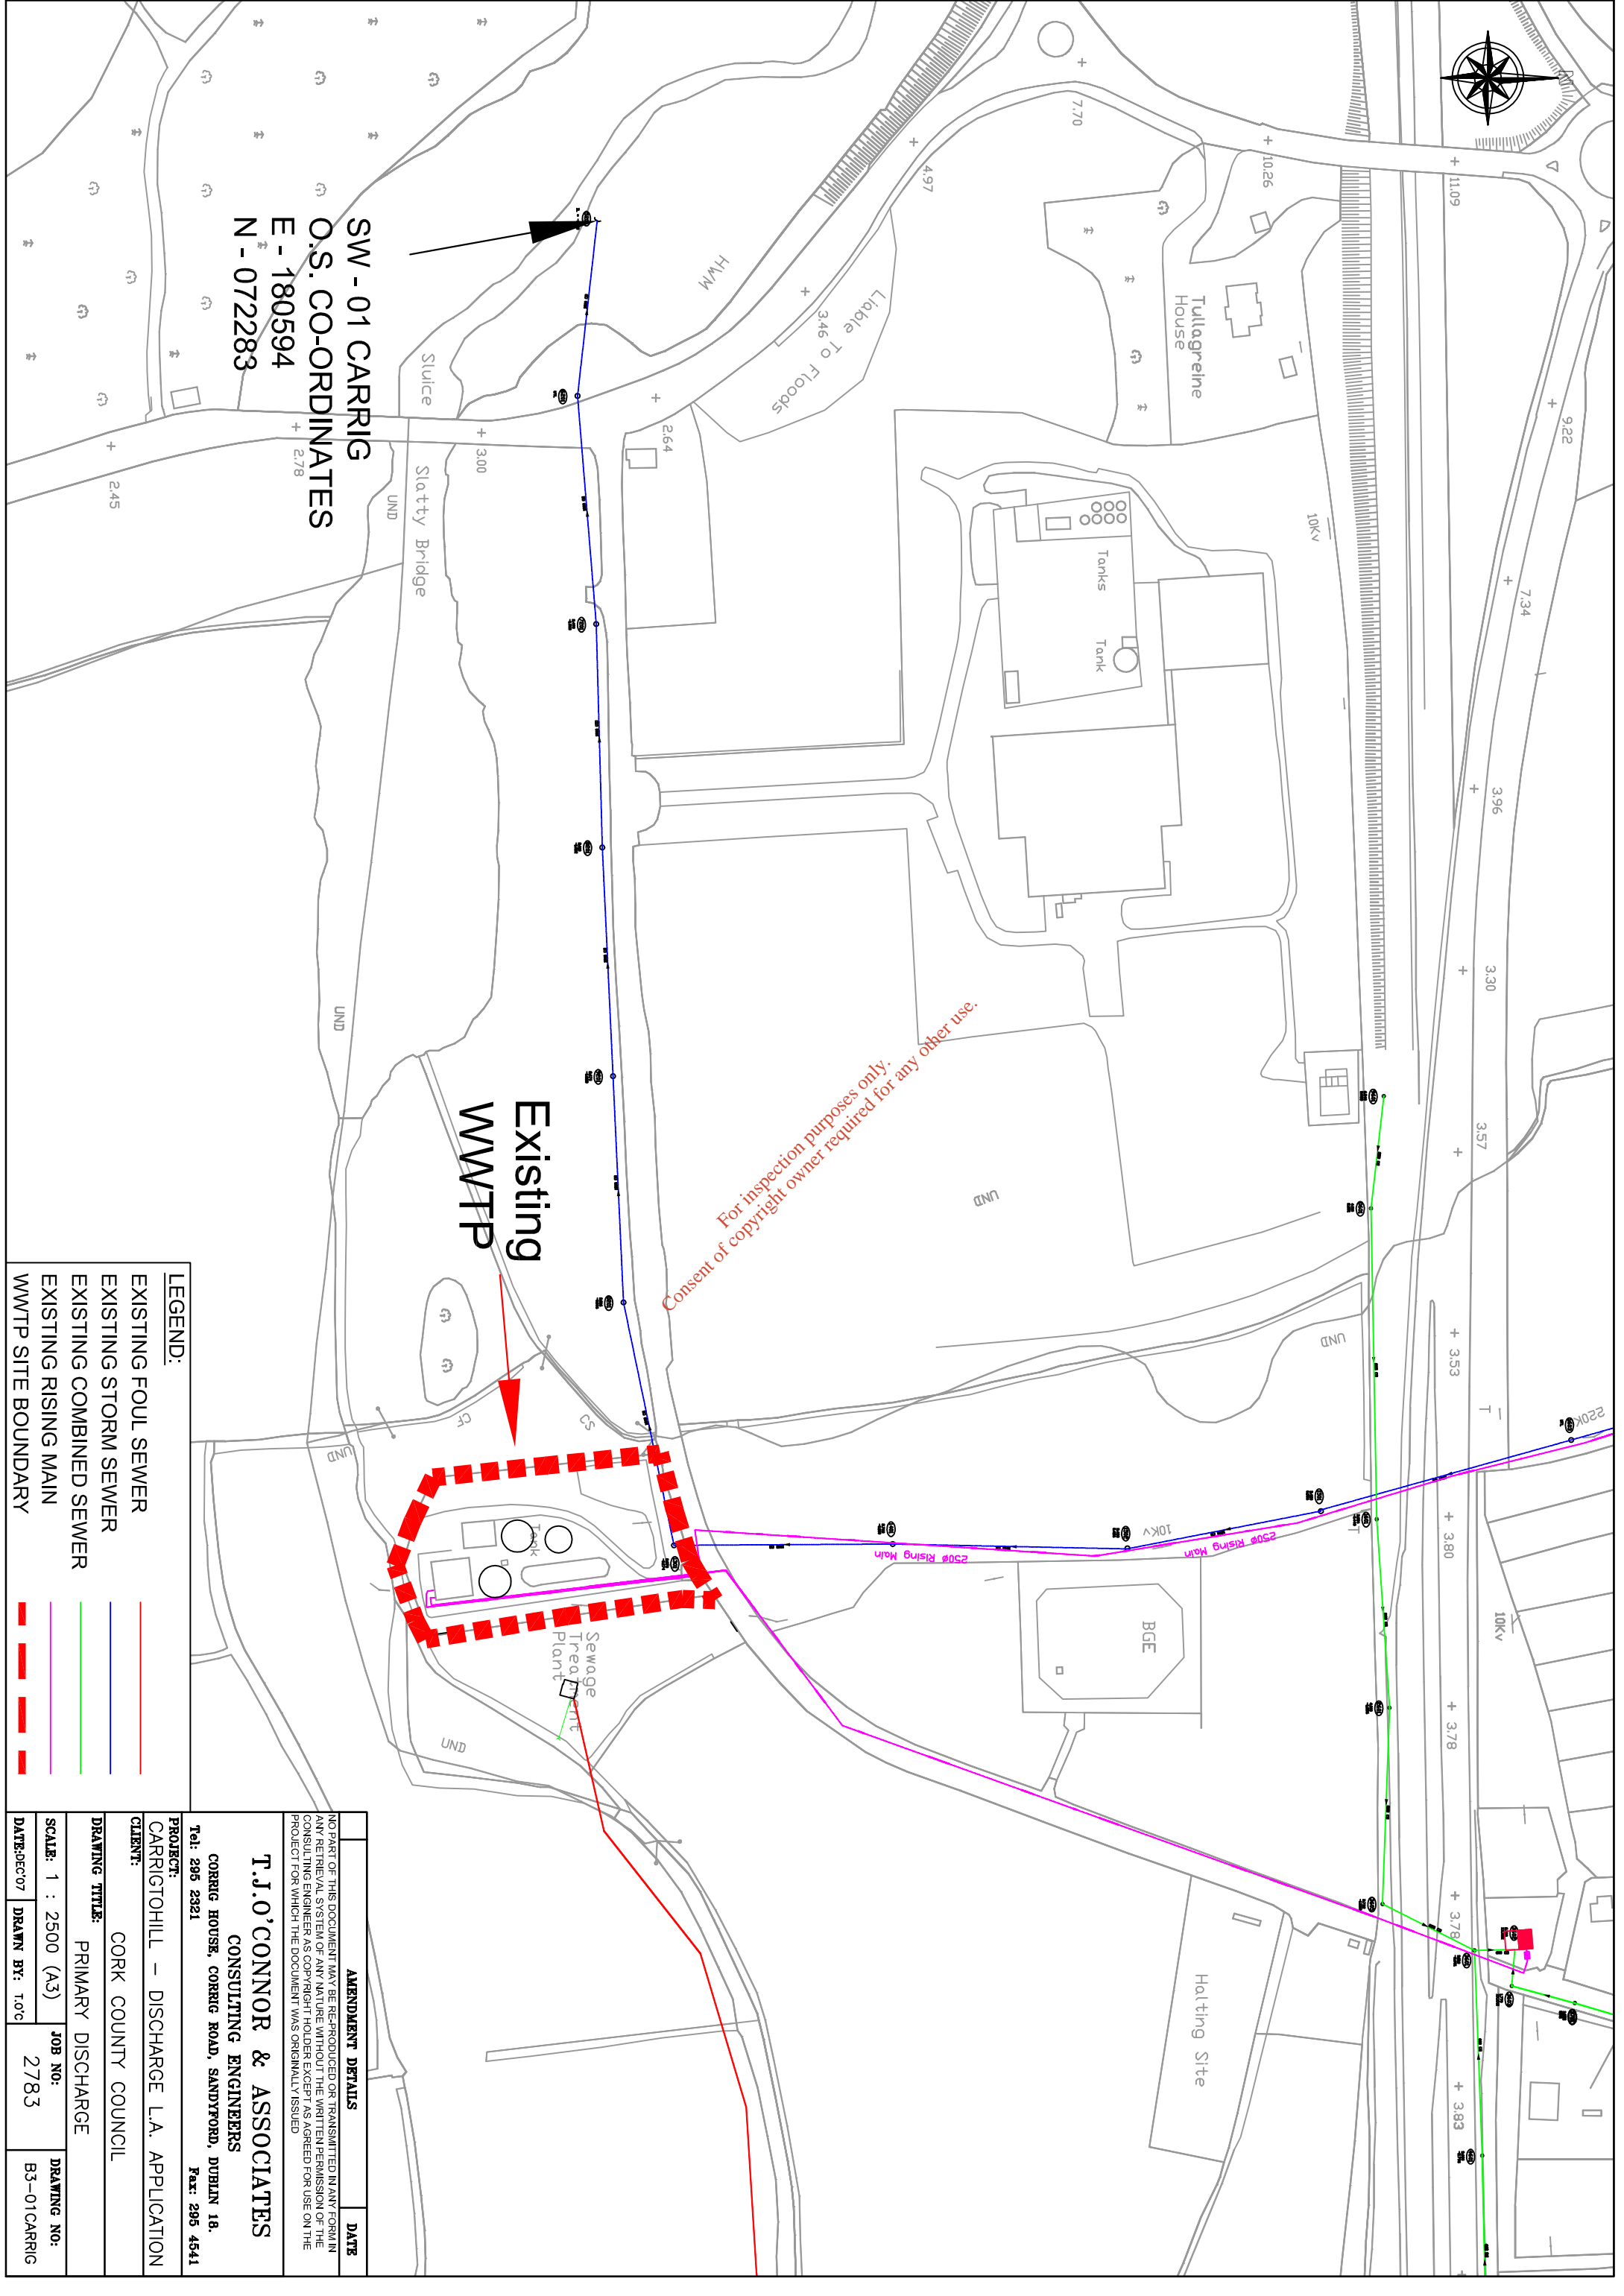 SW - 01 CARRIG
O.S. CO-ORDINATES
E - 180594
N - 072283
Existing
WWTP
For inspection purposes only.
Consent of copyright owner required for any other use.
7.70
10.26
11.09
4.97
HWM
Liable To Floods
3.46
Tullagreine
House
9.22
Sluice
2.64
3.00
2.78
2.45
Slatty Bridge
UND
Tanks
Tank
10Kv
7.34
3.96
3.30
3.57
UND
UND
UND
3.53
T
220K
CF
CS
UND
Tank
Sewage
Treatment
Plant
10Kv
T
3.80
250ø Rising Main
250ø Rising Main
BGE
10Kv
3.78
3.78
UND
Halting Site
3.83
LEGEND:
EXISTING FOUL SEWER
EXISTING STORM SEWER
EXISTING COMBINED SEWER
EXISTING RISING MAIN
WWTP SITE BOUNDARY
AMENDMENT DETAILS
DATE
NO PART OF THIS DOCUMENT MAY BE RE-PRODUCED OR TRANSMITTED IN ANY FORM IN
ANY RETRIEVAL SYSTEM OF ANY NATURE WITHOUT THE WRITTEN PERMISSION OF THE
CONSULTING ENGINEER AS COPYRIGHT HOLDER EXCEPT AS AGREED FOR USE ON THE
PROJECT FOR WHICH THE DOCUMENT WAS ORIGINALLY ISSUED
T.J.O'CONNOR & ASSOCIATES
CONSULTING ENGINEERS
CORRIG HOUSE, CORRIG ROAD, SANDYFORD, DUBLIN 18.
Tel: 295 2321 Fax: 295 4541
PROJECT:
CARRIGTOHILL - DISCHARGE L.A. APPLICATION
CLIENT:
CORK COUNTY COUNCIL
DRAWING TITLE:
PRIMARY DISCHARGE
SCALE: 1 : 2500 (A3)
JOB NO:
2783
DRAWING NO:
B3-01CARRIG
DATE:DEC'07
DRAWN BY: T.O'C